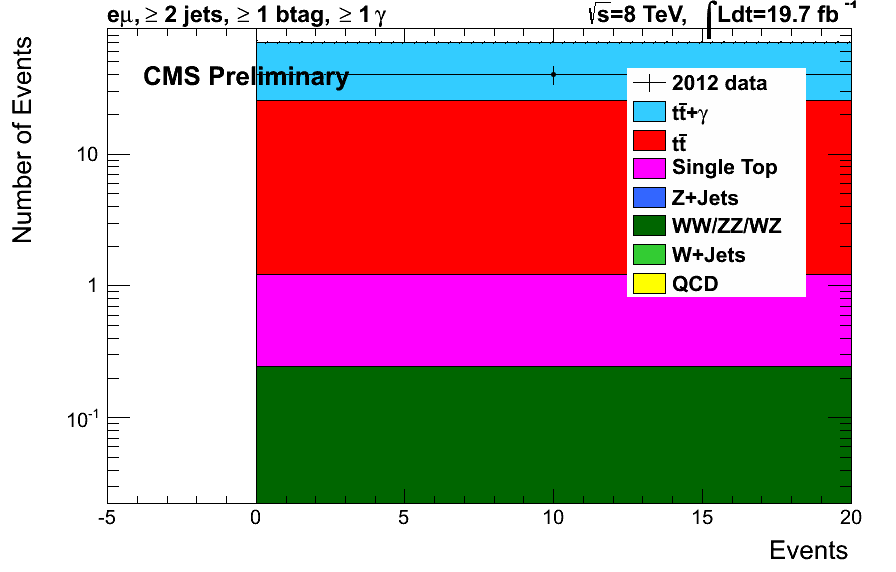 eμ, ≥ 2 jets, ≥ 1 btag, ≥ 1 γ
√s=8 TeV, ∫Ldt=19.7 fb⁻¹
Number of Events
CMS Preliminary
2012 data
tt̄+γ
tt̄
Single Top
Z+Jets
WW/ZZ/WZ
W+Jets
QCD
10
1
10⁻¹
-5 0 5 10 15 20
Events